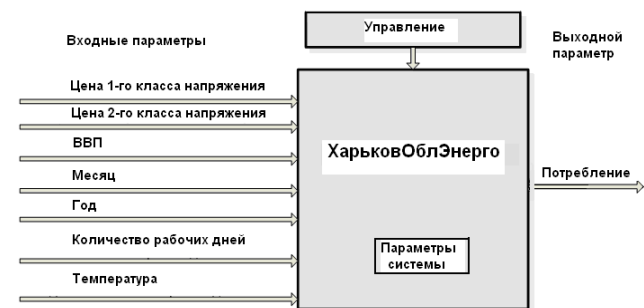 Управление
Входные параметры
Выходной
параметр
Цена 1-го класса напряжения
Цена 2-го класса напряжения
ВВП
ХарьковОблЭнерго
Месяц
Потребление
Год
Количество рабочих дней
Параметры
системы
Температура